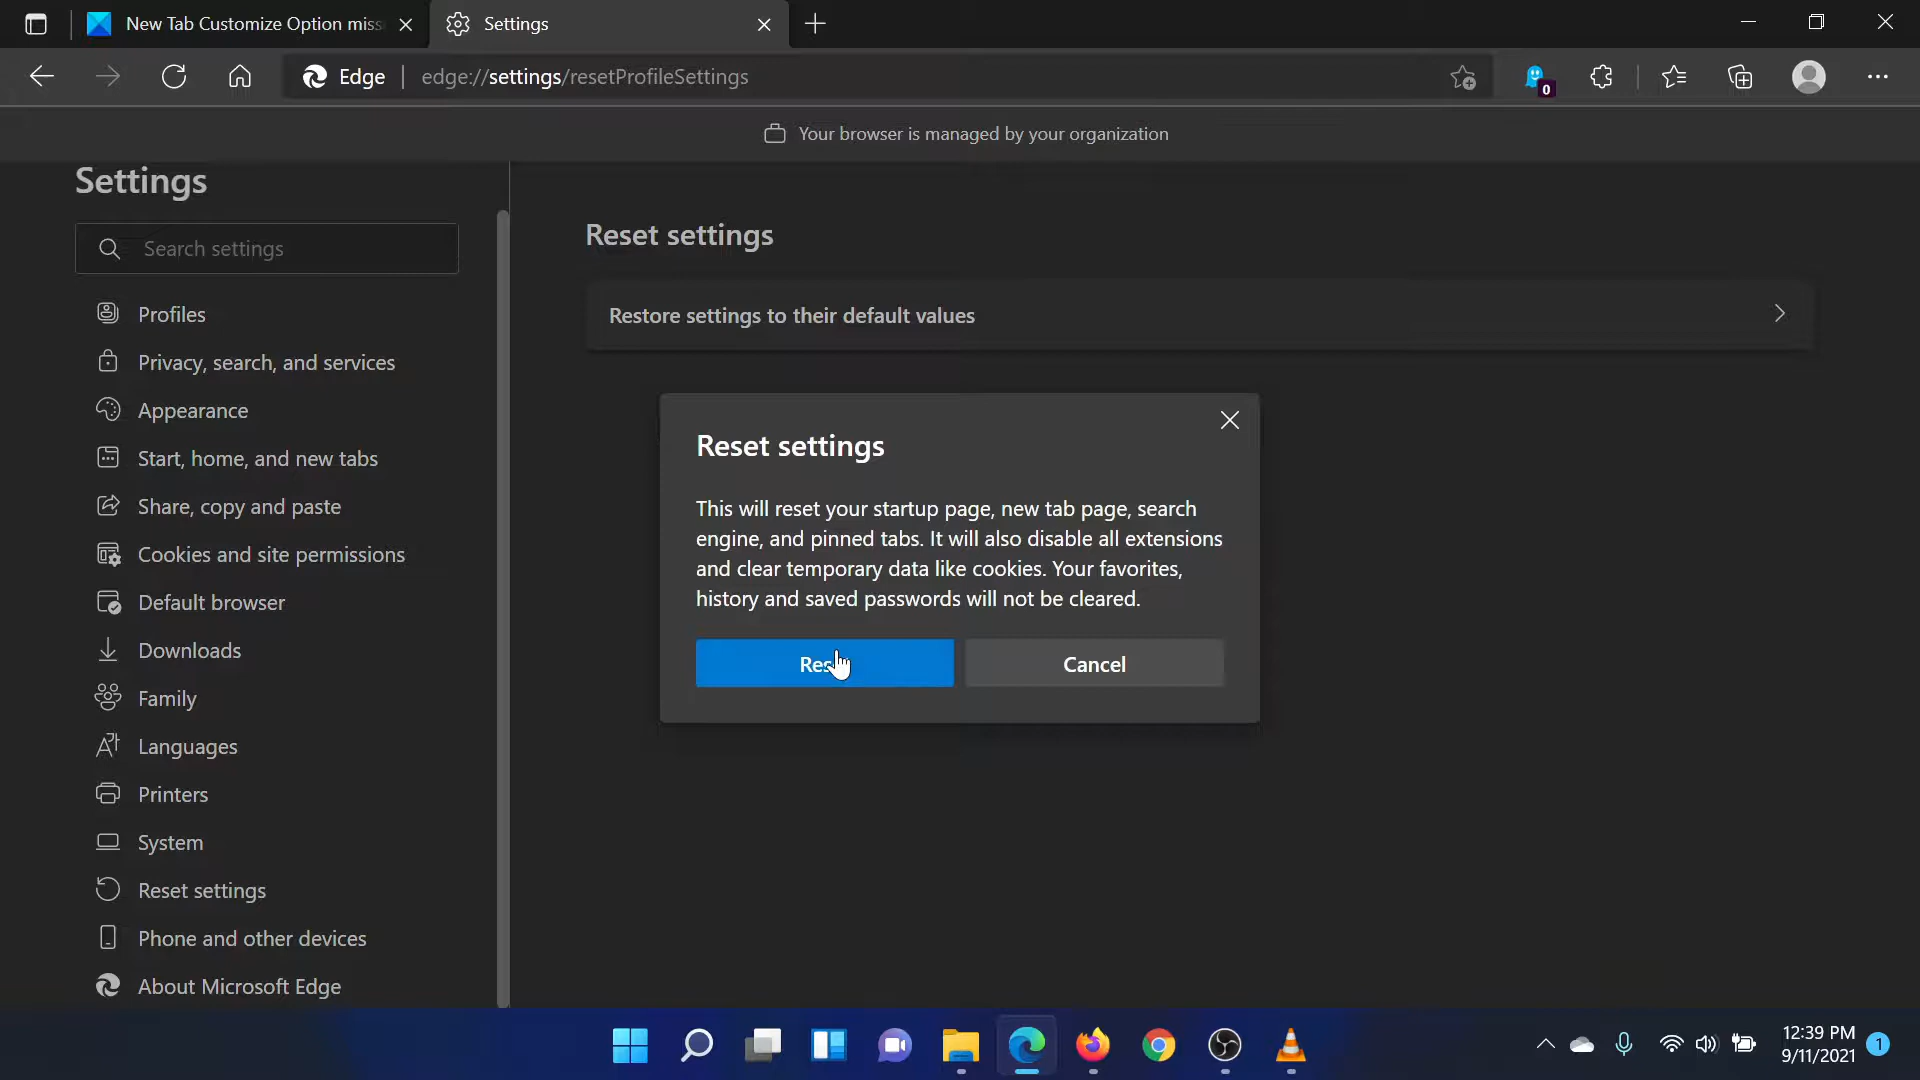 New Tab Customize Option miss
Settings
Edge
edge://settings/resetProfileSettings
0
Your browser is managed by your organization
Settings
Search settings
Profiles
Privacy, search, and services
Appearance
Start, home, and new tabs
Share, copy and paste
Cookies and site permissions
Default browser
Downloads
Family
Languages
Printers
System
Reset settings
Phone and other devices
About Microsoft Edge
Reset settings
Restore settings to their default values
Reset settings
This will reset your startup page, new tab page, search
engine, and pinned tabs. It will also disable all extensions
and clear temporary data like cookies. Your favorites,
history and saved passwords will not be cleared.
Reset
Cancel
12:39 PM
9/11/2021
1